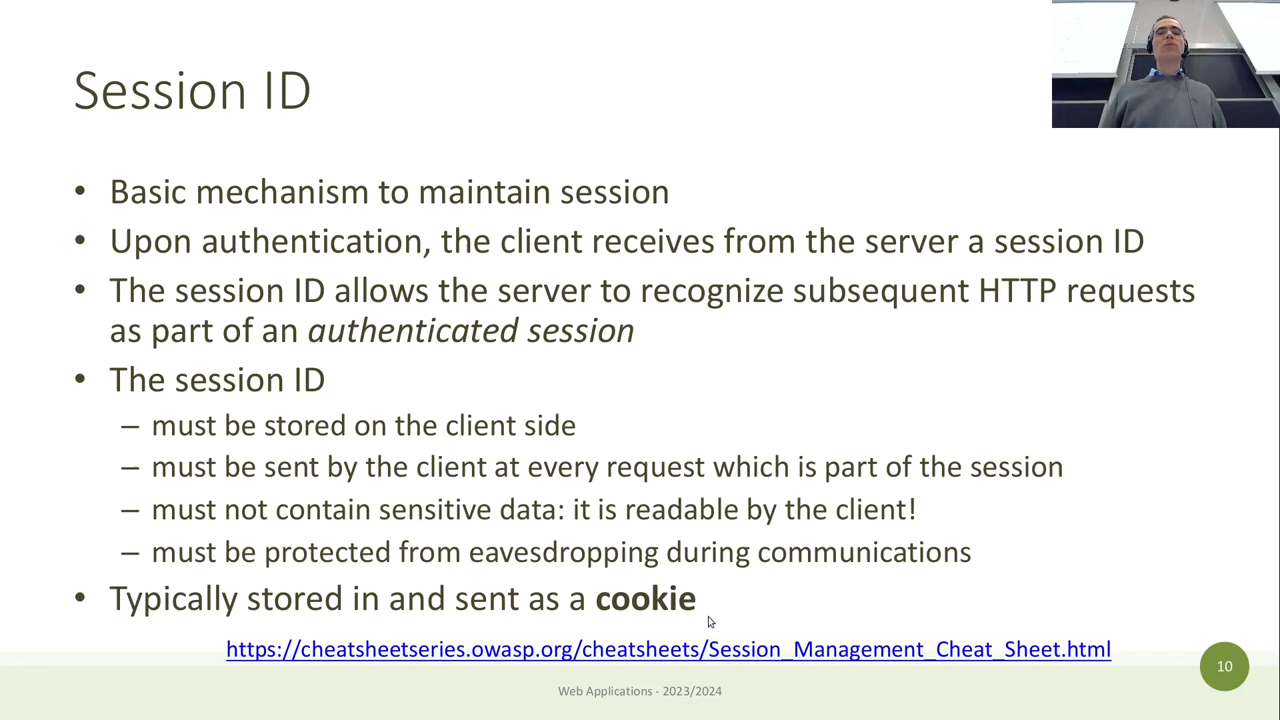 Session ID
• Basic mechanism to maintain session
• Upon authentication, the client receives from the server a session ID
• The session ID allows the server to recognize subsequent HTTP requests
as part of an authenticated session
• The session ID
– must be stored on the client side
– must be sent by the client at every request which is part of the session
– must not contain sensitive data: it is readable by the client!
– must be protected from eavesdropping during communications
• Typically stored in and sent as a cookie
https://cheatsheetseries.owasp.org/cheatsheets/Session_Management_Cheat_Sheet.html
10
Web Applications - 2023/2024